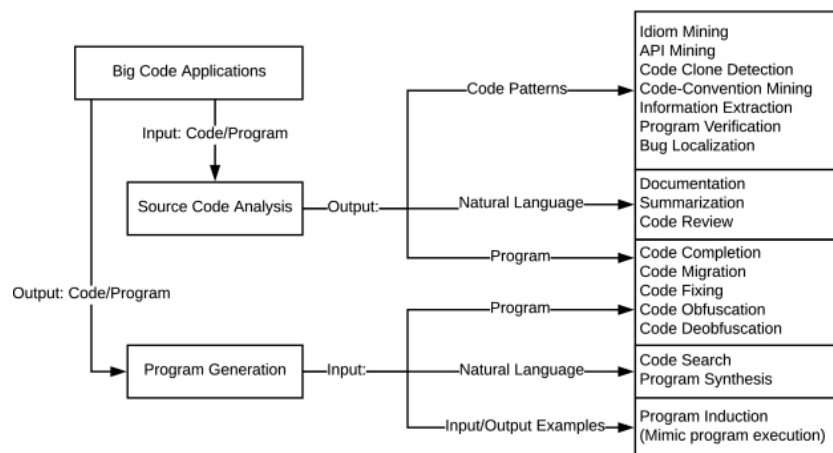 Big Code Applications
Input: Code/Program
Source Code Analysis
Output:
Code Patterns
Natural Language
Program
Idiom Mining
API Mining
Code Clone Detection
Code-Convention Mining
Information Extraction
Program Verification
Bug Localization
Documentation
Summarization
Code Review
Code Completion
Code Migration
Code Fixing
Code Obfuscation
Code Deobfuscation
Output: Code/Program
Program Generation
Input:
Program
Natural Language
Input/Output Examples
Code Search
Program Synthesis
Program Induction
(Mimic program execution)